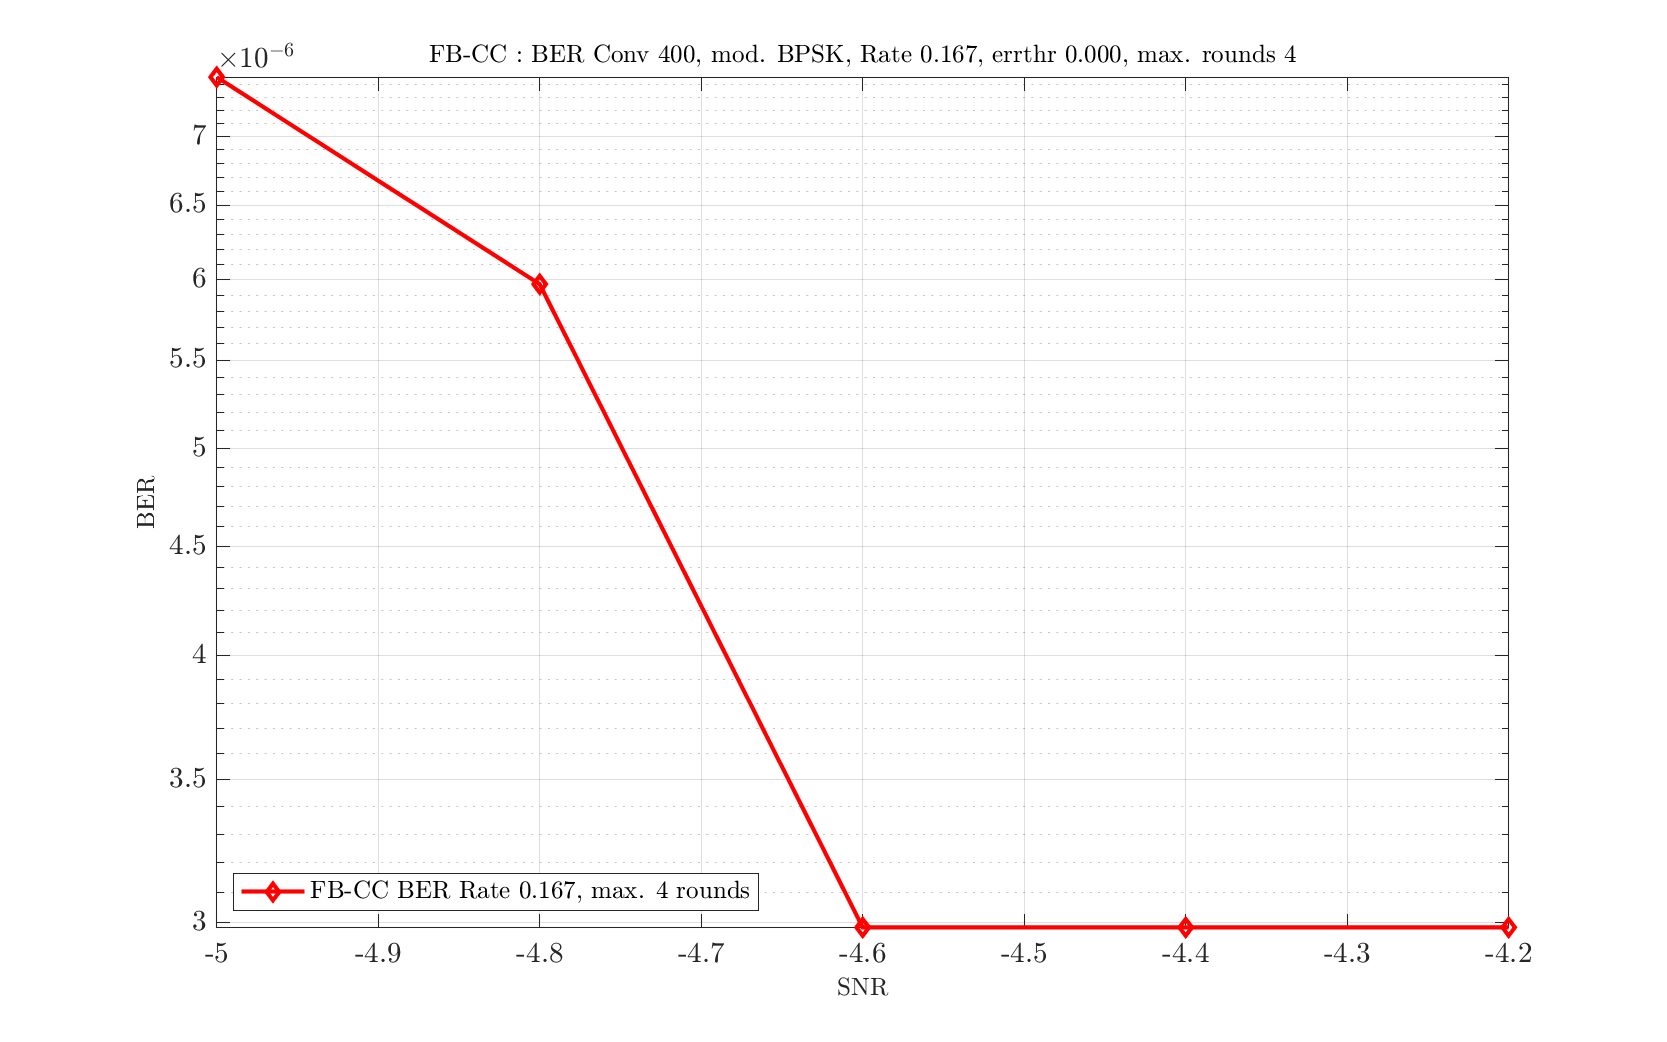 ×10−6
FB-CC : BER Conv 400, mod. BPSK, Rate 0.167, errthr 0.000, max. rounds 4
7
6.5
6
5.5
5
4.5
4
3.5
3
BER
FB-CC BER Rate 0.167, max. 4 rounds
-5 -4.9 -4.8 -4.7 -4.6 -4.5 -4.4 -4.3 -4.2
SNR